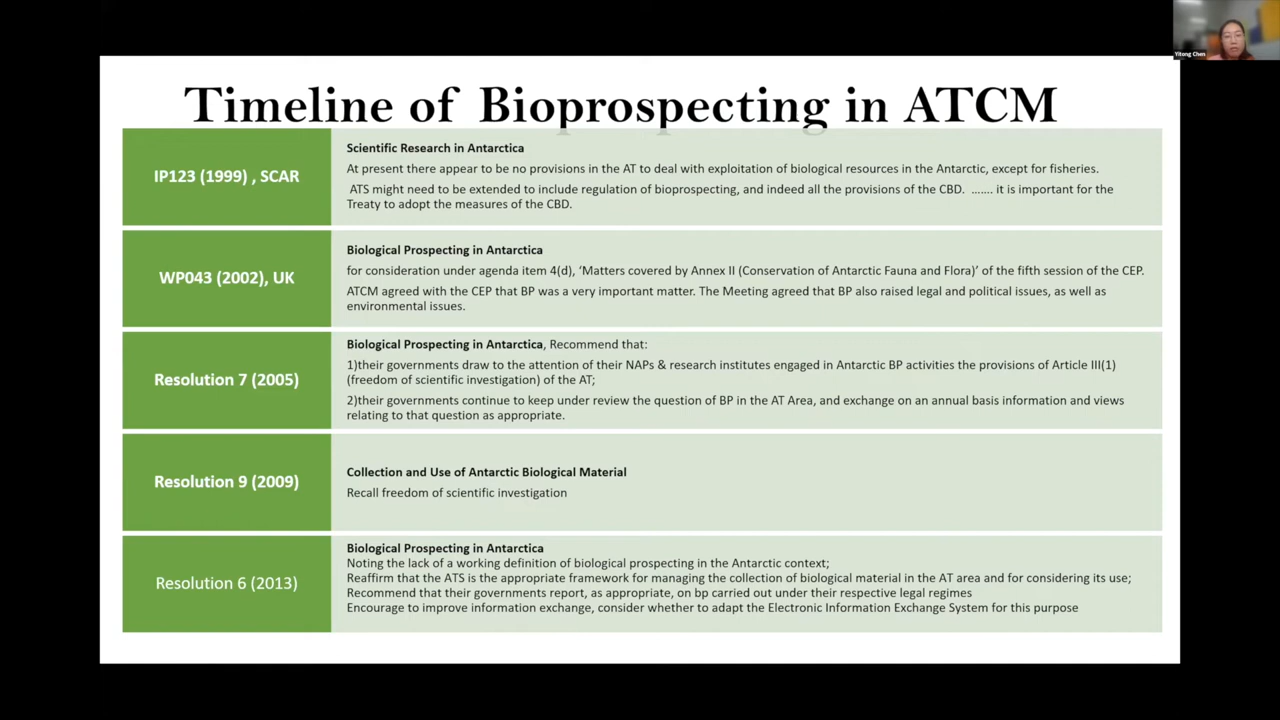 Yitong Chen
Timeline of Bioprospecting in ATCM
IP123 (1999) , SCAR
Scientific Research in Antarctica
At present there appear to be no provisions in the AT to deal with exploitation of biological resources in the Antarctic, except for fisheries.
ATS might need to be extended to include regulation of bioprospecting, and indeed all the provisions of the CBD. ....... it is important for the
Treaty to adopt the measures of the CBD.
WP043 (2002), UK
Biological Prospecting in Antarctica
for consideration under agenda item 4(d), ‘Matters covered by Annex II (Conservation of Antarctic Fauna and Flora)’ of the fifth session of the CEP.
ATCM agreed with the CEP that BP was a very important matter. The Meeting agreed that BP also raised legal and political issues, as well as
environmental issues.
Resolution 7 (2005)
Biological Prospecting in Antarctica, Recommend that:
1)their governments draw to the attention of their NAPs & research institutes engaged in Antarctic BP activities the provisions of Article III(1)
(freedom of scientific investigation) of the AT;
2)their governments continue to keep under review the question of BP in the AT Area, and exchange on an annual basis information and views
relating to that question as appropriate.
Resolution 9 (2009)
Collection and Use of Antarctic Biological Material
Recall freedom of scientific investigation
Resolution 6 (2013)
Biological Prospecting in Antarctica
Noting the lack of a working definition of biological prospecting in the Antarctic context;
Reaffirm that the ATS is the appropriate framework for managing the collection of biological material in the AT area and for considering its use;
Recommend that their governments report, as appropriate, on bp carried out under their respective legal regimes
Encourage to improve information exchange, consider whether to adapt the Electronic Information Exchange System for this purpose